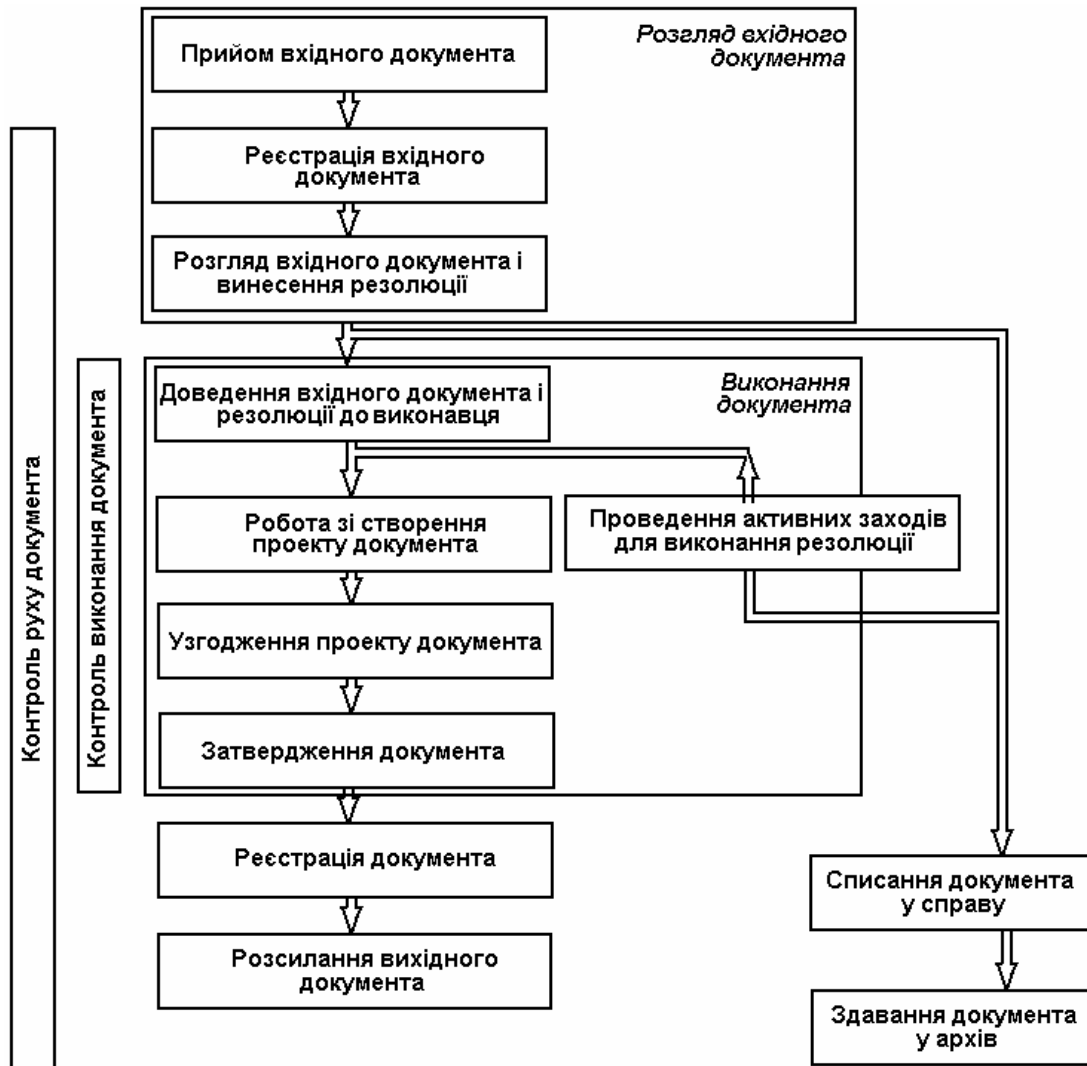 Прийом вхідного документа
Розгляд вхідного
документа
Реєстрація вхідного
документа
Розгляд вхідного документа і
винесення резолюції
Контроль руху документа
Контроль виконання документа
Доведення вхідного документа і
резолюції до виконавця
Виконання
документа
Робота зі створення
проекту документа
Проведення активних заходів
для виконання резолюції
Узгодження проекту документа
Затвердження документа
Реєстрація документа
Списання документа
у справу
Розсилання вихідного
документа
Здавання документа
у архів